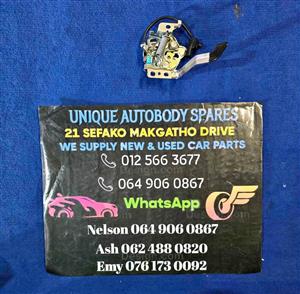 UNIQUE AUTOBODY SPARES
21 SEFAKO MAKGATHO DRIVE
WE SUPPLY NEW & USED CAR PARTS
012 566 3677
064 906 0867
WhatsApp
Nelson 064 906 0867
Ash 062 488 0820
Emy 076 173 0092